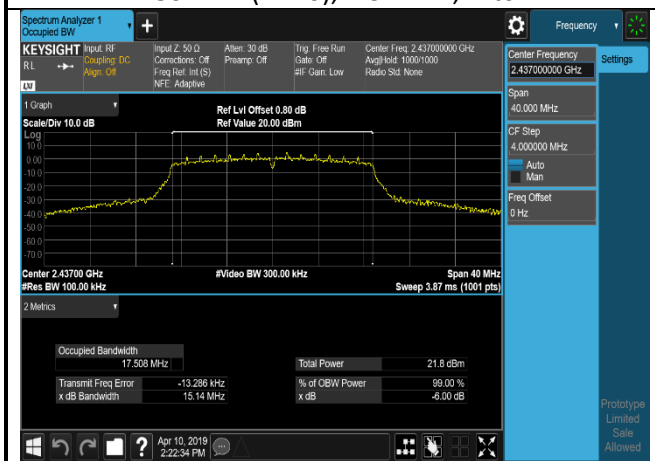 Spectrum Analyzer 1
Occupied BW
Frequency
KEYSIGHT
RL
LXI
Input: RF
Coupling: DC
Align: Off
Input Z: 50 Ω
Corrections: Off
Freq Ref: Int (S)
NFE: Adaptive
Atten: 30 dB
Preamp: Off
Trig: Free Run
Gate: Off
#IF Gain: Low
Center Freq: 2.437000000 GHz
Avg|Hold: 1000/1000
Radio Std: None
Center Frequency
2.437000000 GHz
Settings
Span
40.000 MHz
CF Step
4.000000 MHz
Auto
Man
Freq Offset
0 Hz
1 Graph
Scale/Div 10.0 dB
Ref Lvl Offset 0.80 dB
Ref Value 20.00 dBm
Log
10.0
0.00
-10.0
-20.0
-30.0
-40.0
-50.0
-60.0
-70.0
Center 2.43700 GHz
#Res BW 100.00 kHz
#Video BW 300.00 kHz
Span 40 MHz
Sweep 3.87 ms (1001 pts)
2 Metrics
Occupied Bandwidth
17.508 MHz
Total Power 21.8 dBm
Transmit Freq Error -13.286 kHz
% of OBW Power 99.00 %
x dB Bandwidth 15.14 MHz
x dB -6.00 dB
Prototype
Limited
Sale
Allowed
?
Apr 10, 2019
2:22:34 PM